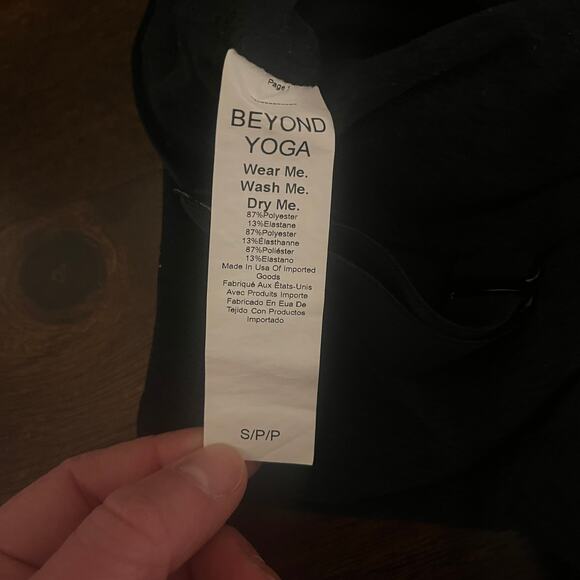 Page 1
BEYOND
YOGA
Wear Me.
Wash Me.
Dry Me.
87%Polyester
13%Elastane
87%Polyester
13%Élasthanne
87%Poliéster
13%Elastano
Made In Usa Of Imported
Goods
Fabriqué Aux États-Unis
Avec Produits Importe
Fabricado En Eua De
Tejido Con Productos
Importado
S/P/P